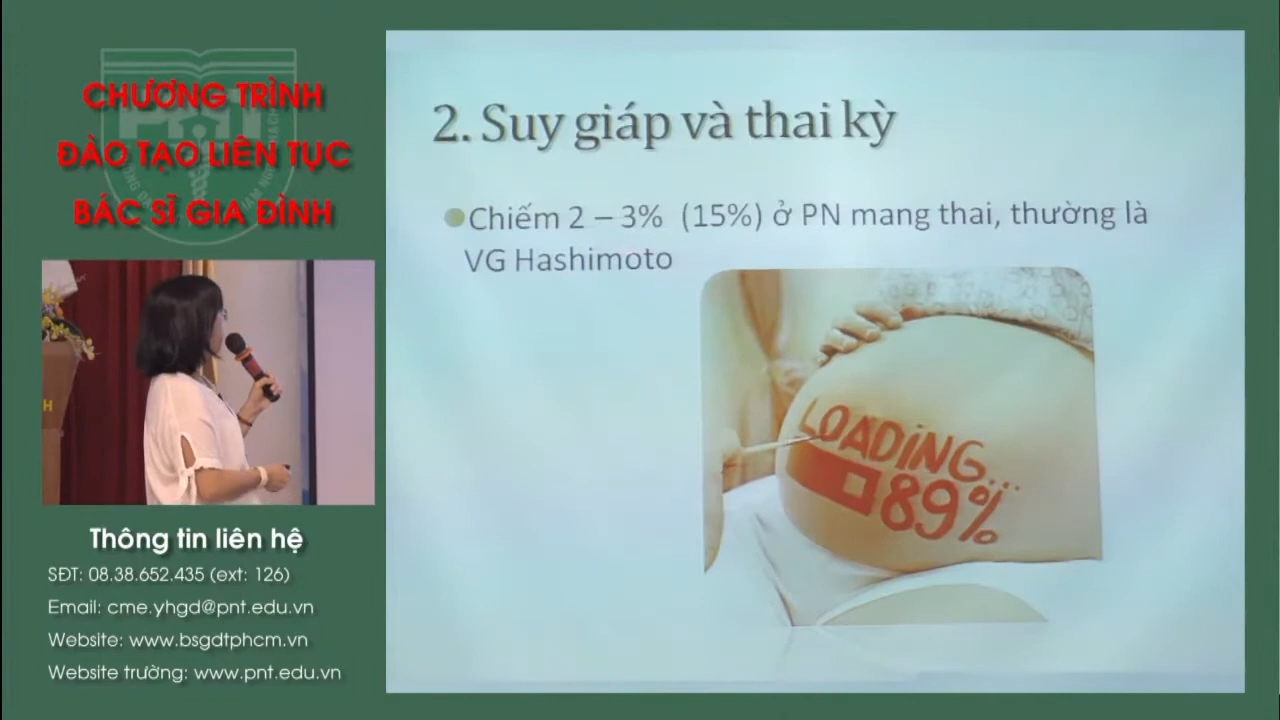 CHƯƠNG TRÌNH
ĐÀO TẠO LIÊN TỤC
BÁC SĨ GIA ĐÌNH
Thông tin liên hệ
SĐT: 08.38.652.435 (ext: 126)
Email: cme.yhgd@pnt.edu.vn
Website: www.bsgdtphcm.vn
Website trường: www.pnt.edu.vn
2. Suy giáp và thai kỳ
Chiếm 2 – 3% (15%) ở PN mang thai, thường là
VG Hashimoto
LOADiNG...
89%